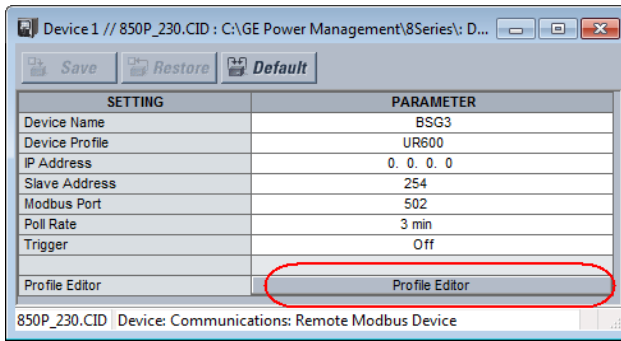 Device 1 // 850P_230.CID : C:\GE Power Management\8Series\: D...
Save Restore Default
SETTING PARAMETER
Device Name BSG3
Device Profile UR600
IP Address 0. 0. 0. 0
Slave Address 254
Modbus Port 502
Poll Rate 3 min
Trigger Off
Profile Editor Profile Editor
850P_230.CID Device: Communications: Remote Modbus Device